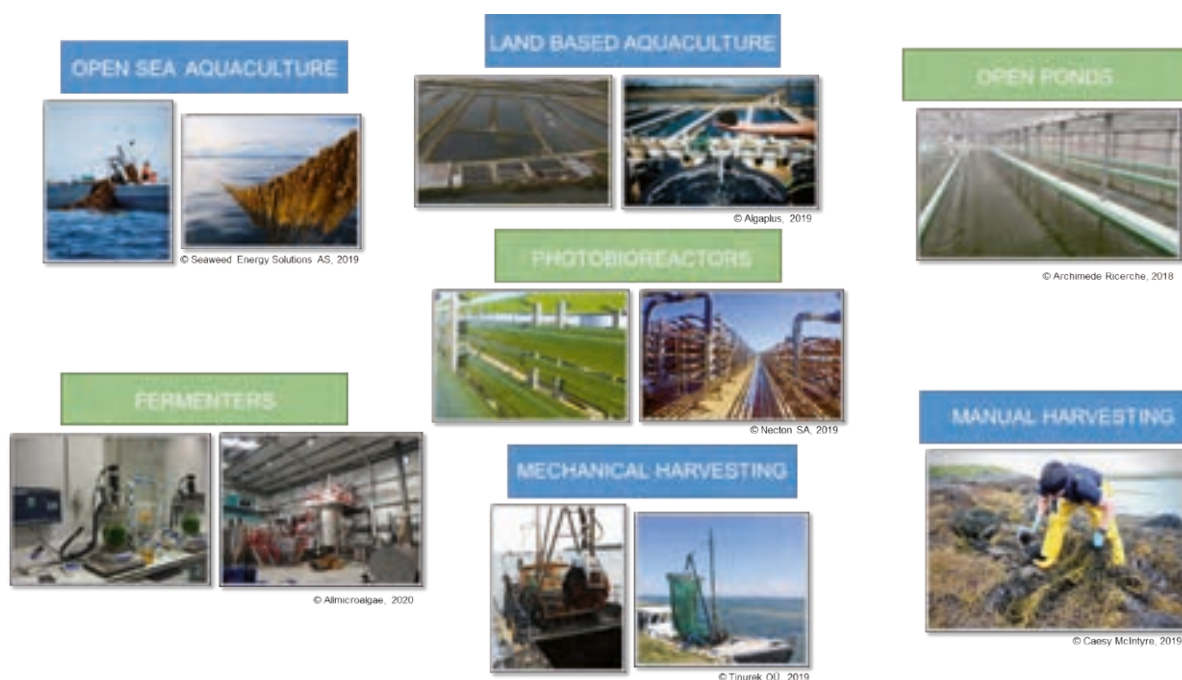 LAND BASED AQUACULTURE
OPEN SEA AQUACULTURE
OPEN PONDS
© Algaplus, 2019
© Seaweed Energy Solutions AS, 2019
© Archimede Ricerche, 2018
PHOTOBIOREACTORS
FERMENTERS
© Necton SA, 2019
MANUAL HARVESTING
MECHANICAL HARVESTING
© Allmicroalgae, 2020
© Caesy McIntyre, 2019
© Tinurek OÜ, 2019